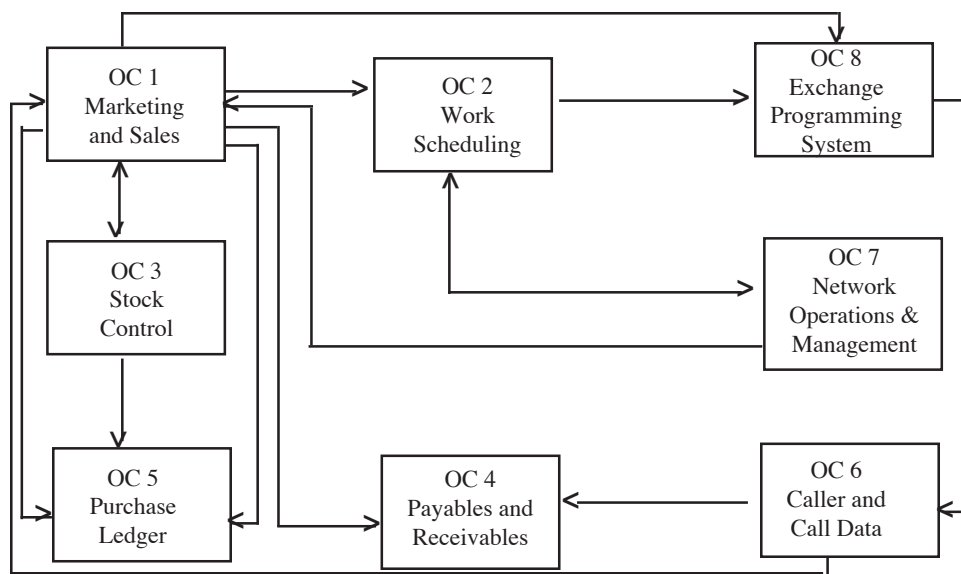 OC 1
Marketing
and Sales
OC 2
Work
Scheduling
OC 8
Exchange
Programming
System
OC 3
Stock
Control
OC 7
Network
Operations &
Management
OC 5
Purchase
Ledger
OC 4
Payables and
Receivables
OC 6
Caller and
Call Data